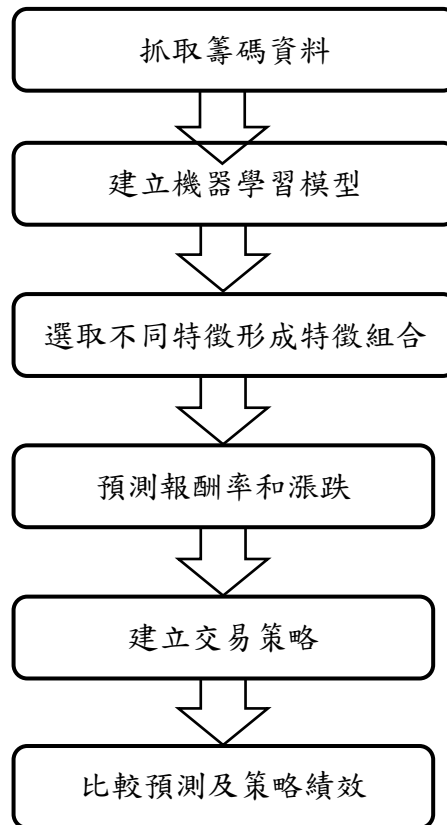 抓取籌碼資料
建立機器學習模型
選取不同特徵形成特徵組合
預測報酬率和漲跌
建立交易策略
比較預測及策略績效